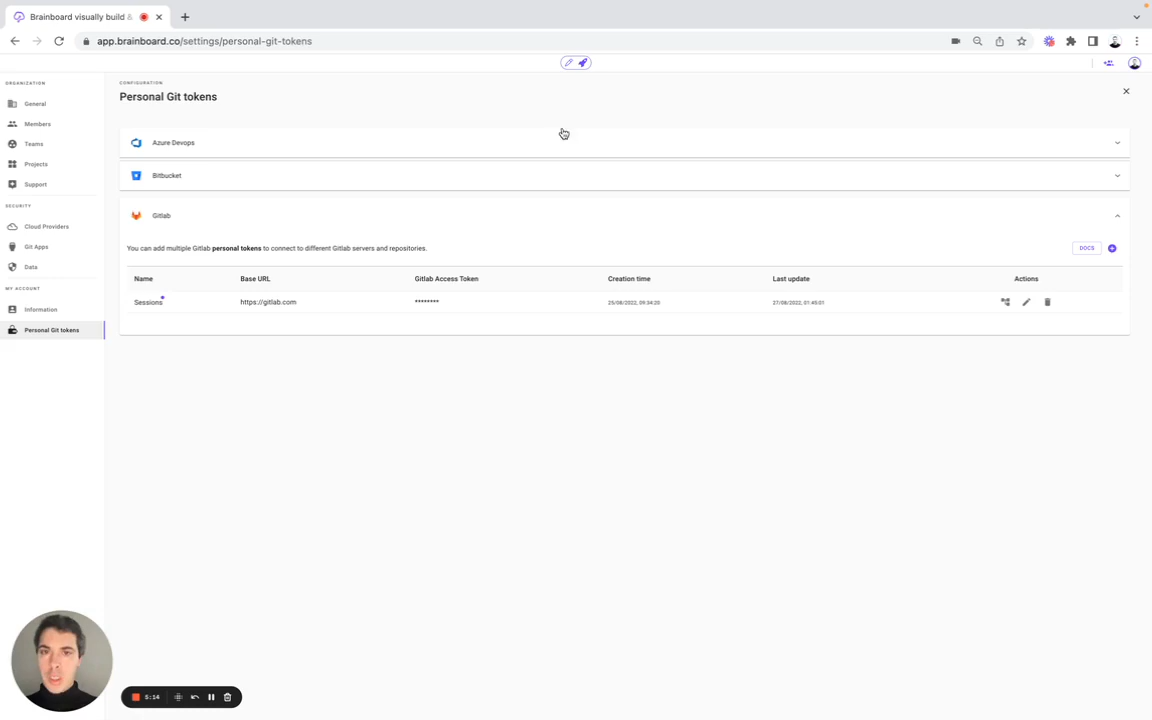 Brainboard visually build &
app.brainboard.co/settings/personal-git-tokens
ORGANIZATION
General
Members
Teams
Projects
Support
SECURITY
Cloud Providers
Git Apps
Data
MY ACCOUNT
Information
Personal Git tokens
CONFIGURATION
Personal Git tokens
Azure Devops
Bitbucket
Gitlab
You can add multiple Gitlab personal tokens to connect to different Gitlab servers and repositories.
DOCS
Name Base URL Gitlab Access Token Creation time Last update Actions
Sessions https://gitlab.com ******** 25/08/2022, 09:34:20 27/08/2022, 01:45:01
5:14